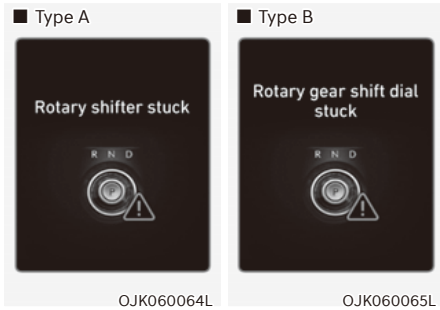 ■ Type A
Rotary shifter stuck
R N D
P
OJK060064L
■ Type B
Rotary gear shift dial
stuck
R N D
P
OJK060065L